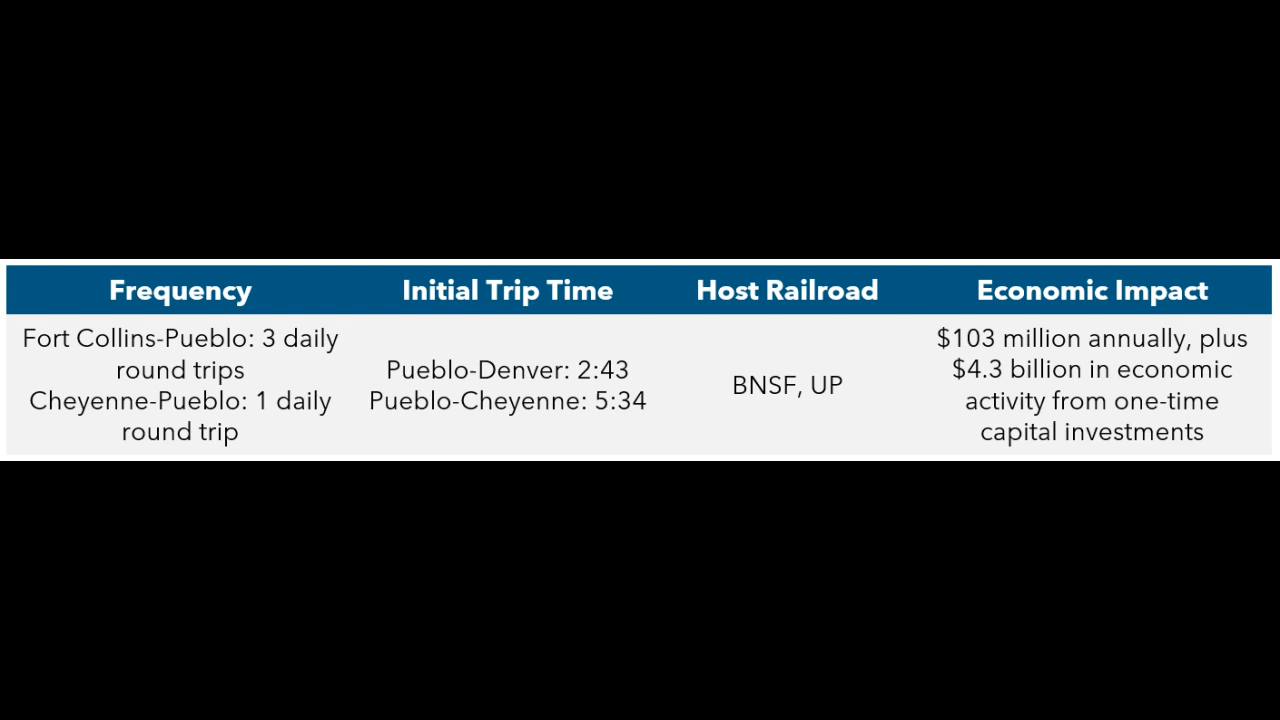 Frequency
Initial Trip Time
Host Railroad
Economic Impact
Fort Collins-Pueblo: 3 daily
round trips
Cheyenne-Pueblo: 1 daily
round trip
Pueblo-Denver: 2:43
Pueblo-Cheyenne: 5:34
BNSF, UP
$103 million annually, plus
$4.3 billion in economic
activity from one-time
capital investments